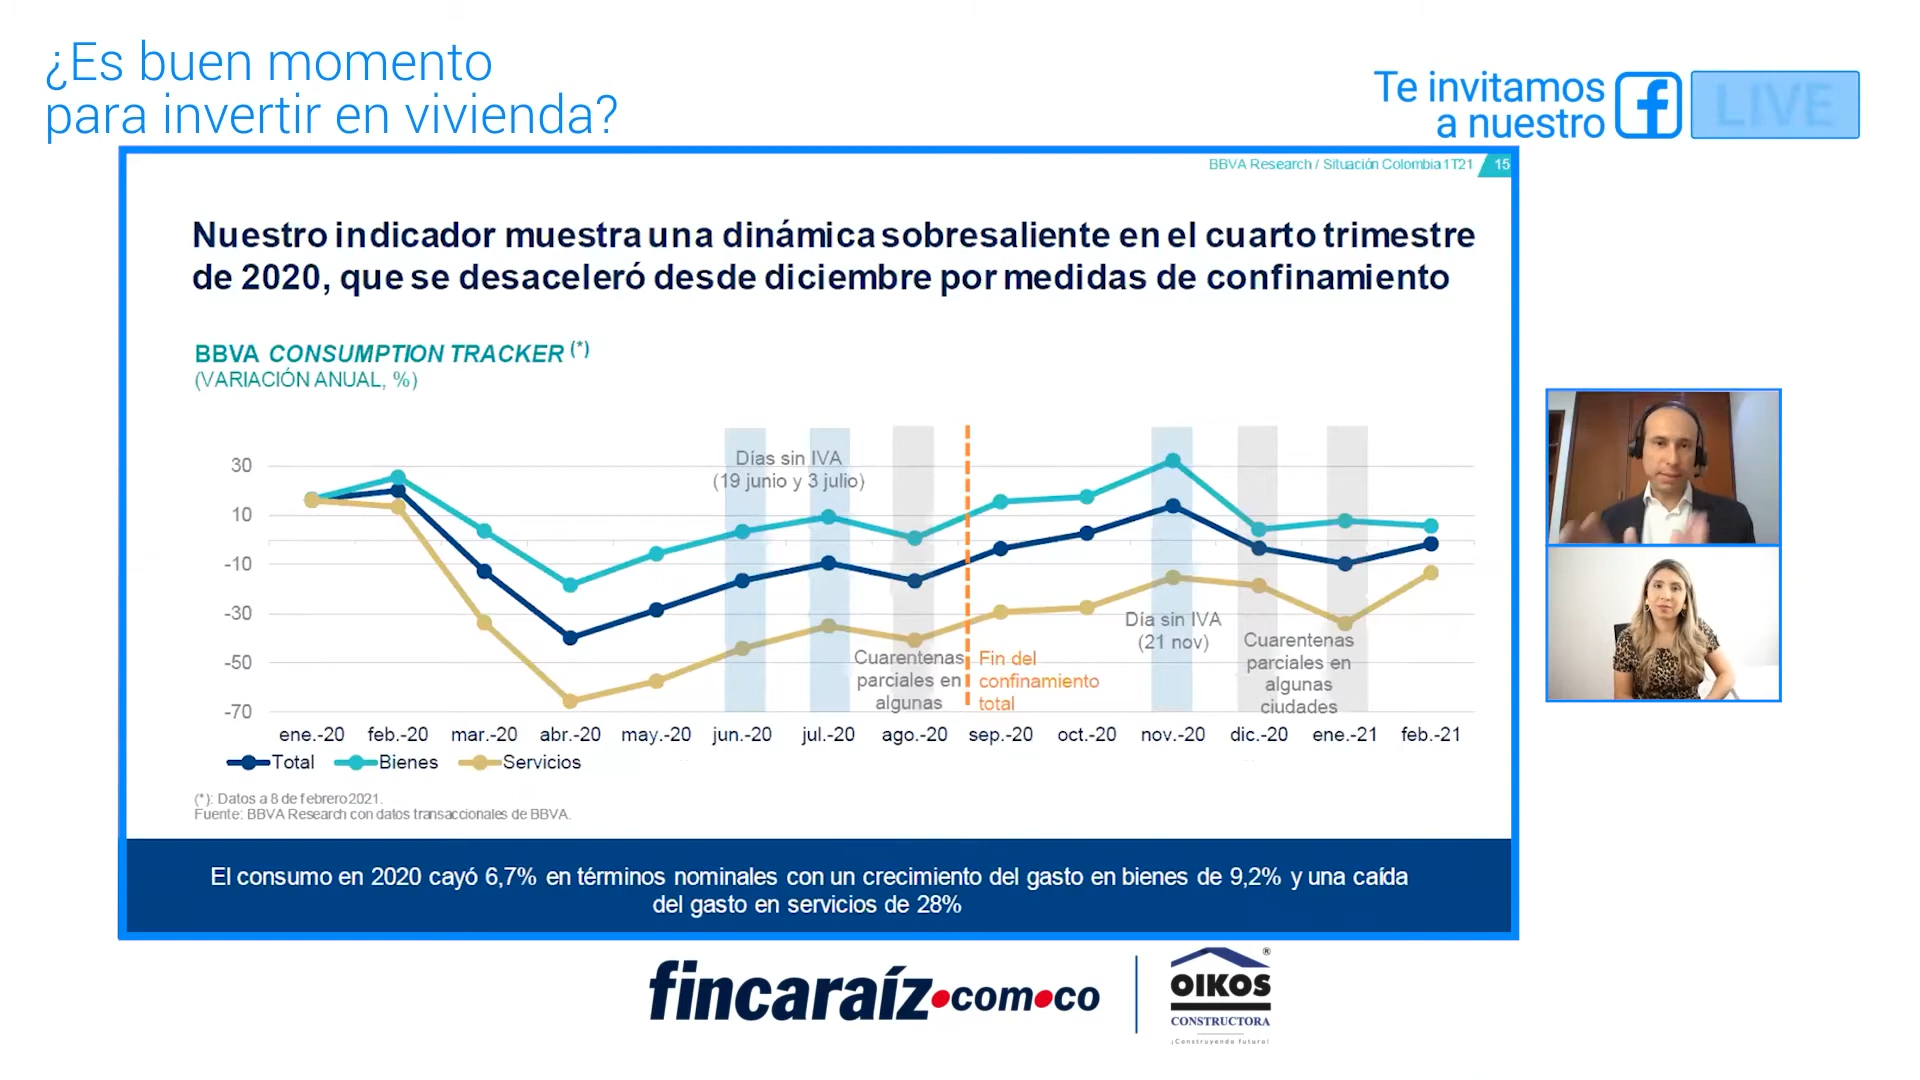 ¿Es buen momento
para invertir en vivienda?
Te invitamos
a nuestro
LIVE
BBVA Research / Situación Colombia 1T21 15
Nuestro indicador muestra una dinámica sobresaliente en el cuarto trimestre
de 2020, que se desaceleró desde diciembre por medidas de confinamiento
BBVA CONSUMPTION TRACKER (*)
(VARIACIÓN ANUAL, %)
30
10
-10
-30
-50
-70
Días sin IVA
(19 junio y 3 julio)
Cuarentenas
parciales en
algunas
Fin del
confinamiento
total
Día sin IVA
(21 nov)
Cuarentenas
parciales en
algunas
ciudades
ene.-20 feb.-20 mar.-20 abr.-20 may.-20 jun.-20 jul.-20 ago.-20 sep.-20 oct.-20 nov.-20 dic.-20 ene.-21 feb.-21
Total Bienes Servicios
(*): Datos a 8 de febrero 2021.
Fuente: BBVA Research con datos transaccionales de BBVA.
El consumo en 2020 cayó 6,7% en términos nominales con un crecimiento del gasto en bienes de 9,2% y una caída
del gasto en servicios de 28%
fincaraíz.com.co
OIKOS ®
CONSTRUCTORA
¡Construyendo futuro!